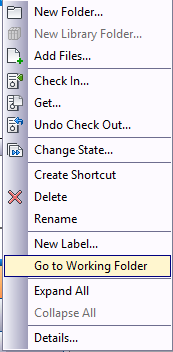 New Folder...
New Library Folder...
Add Files...
Check In...
Get...
Undo Check Out...
Change State...
Create Shortcut
Delete
Rename
New Label...
Go to Working Folder
Expand All
Collapse All
Details...